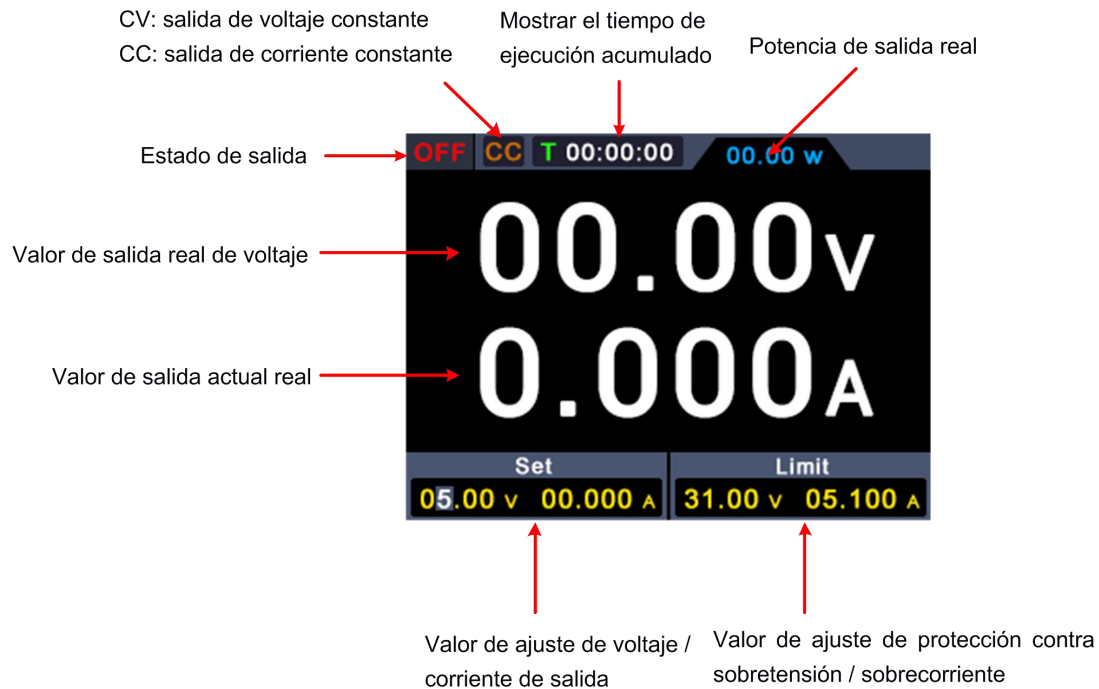 CV: salida de voltaje constante
CC: salida de corriente constante
Mostrar el tiempo de
ejecución acumulado
Potencia de salida real
Estado de salida
OFF CC T 00:00:00 00.00 w
Valor de salida real de voltaje
00.00V
Valor de salida actual real
0.000A
Set
05.00 V 00.000 A
Limit
31.00 V 05.100 A
Valor de ajuste de voltaje /
corriente de salida
Valor de ajuste de protección contra
sobretensión / sobrecorriente